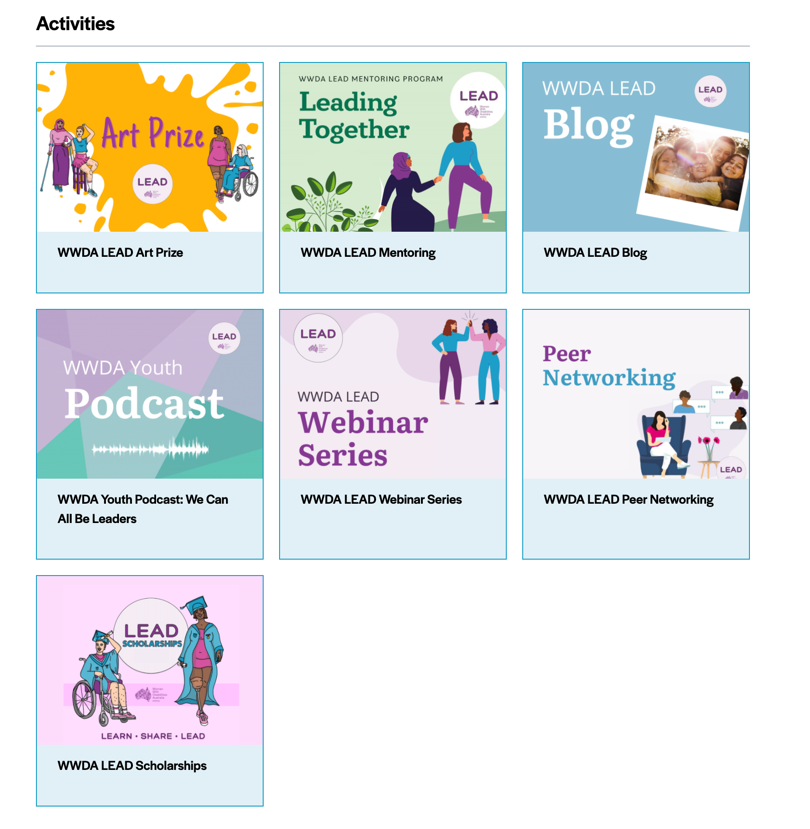 Activities
Art Prize
LEAD
WWDA LEAD Art Prize
WWDA LEAD MENTORING PROGRAM
Leading
Together
LEAD
WWDA LEAD Mentoring
WWDA LEAD
Blog
LEAD
WWDA LEAD Blog
LEAD
WWDA Youth
Podcast
WWDA Youth Podcast: We Can
All Be Leaders
LEAD
WWDA LEAD
Webinar
Series
WWDA LEAD Webinar Series
Peer
Networking
LEAD
WWDA LEAD Peer Networking
LEAD
SCHOLARSHIPS
LEARN • SHARE • LEAD
WWDA LEAD Scholarships